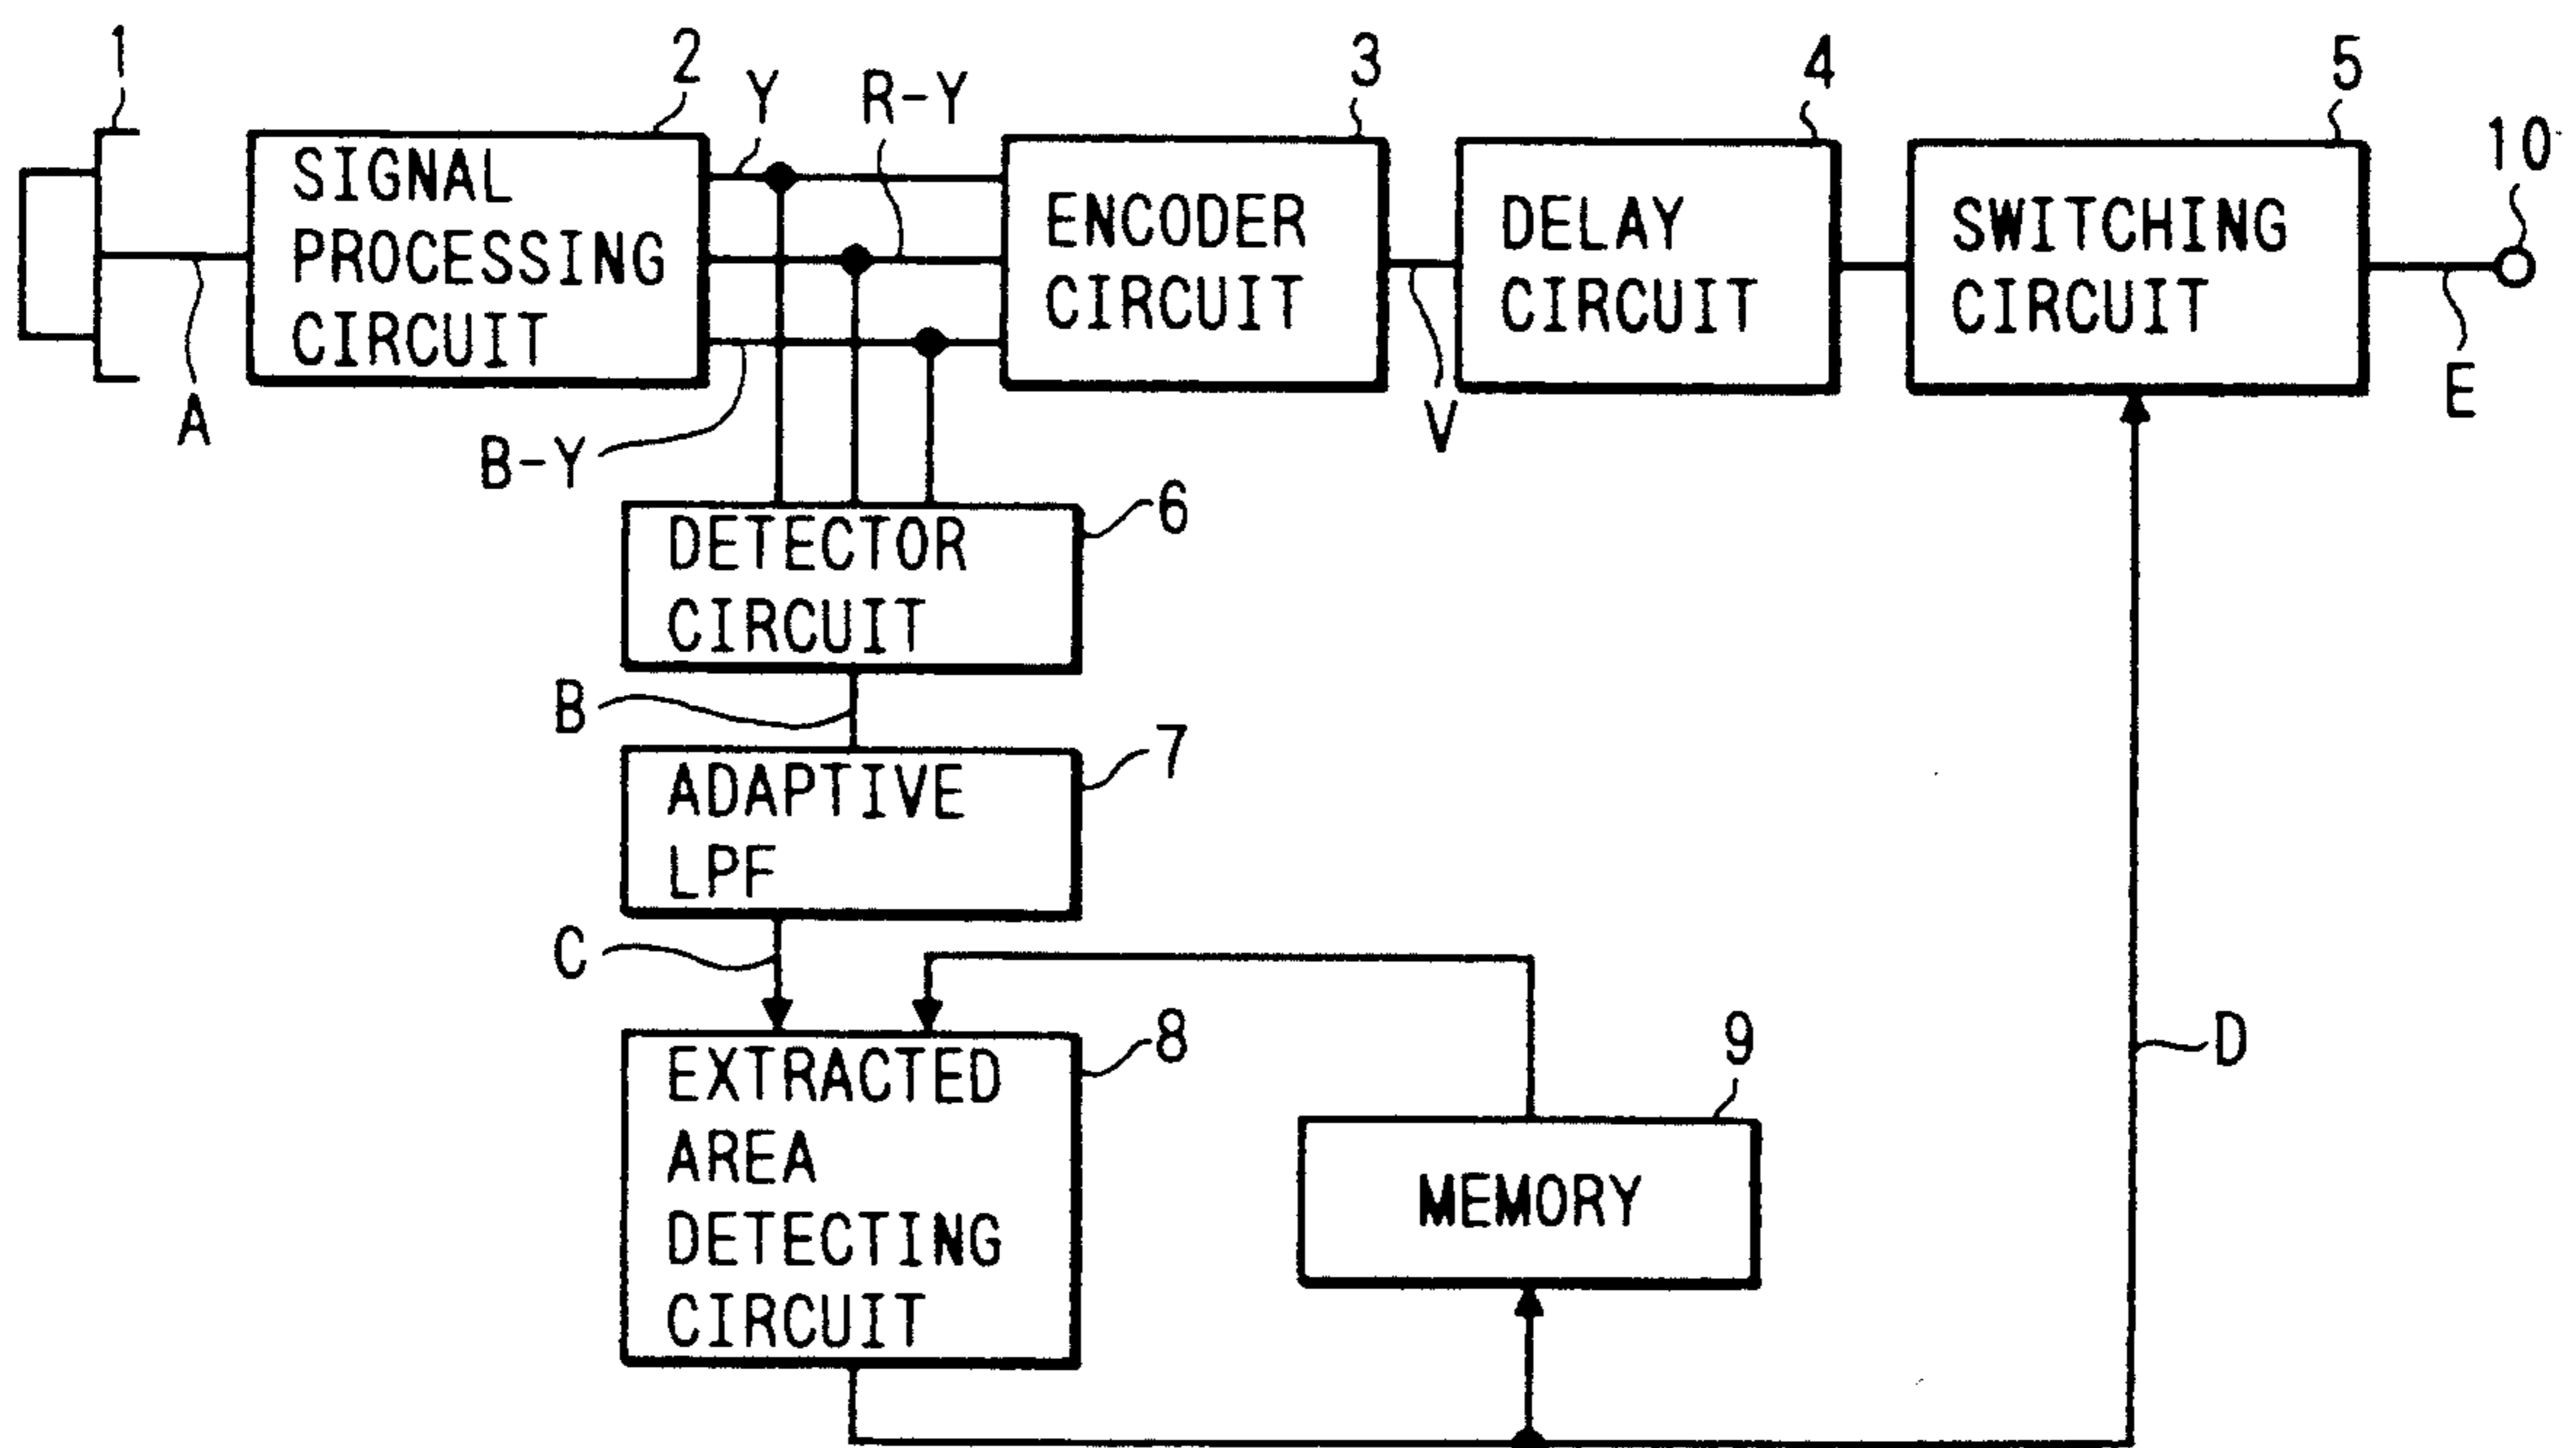 1
2
Y
R-Y
3
4
5
10
SIGNAL
PROCESSING
CIRCUIT
ENCODER
CIRCUIT
DELAY
CIRCUIT
SWITCHING
CIRCUIT
A
B-Y
V
E
DETECTOR
CIRCUIT
6
B
ADAPTIVE
LPF
7
C
EXTRACTED
AREA
DETECTING
CIRCUIT
8
9
MEMORY
D